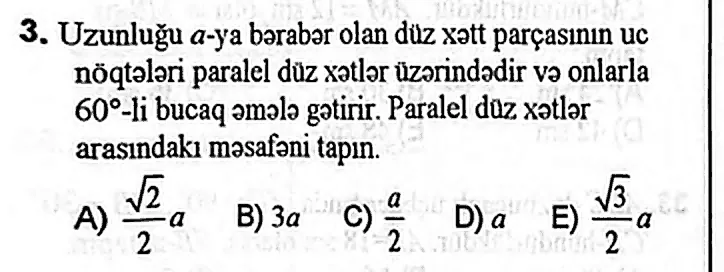 3. Uzunluğu a-ya bərabər olan düz xətt parçasının uc
nöqtələri paralel düz xətlər üzərindədir və onlarla
60°-li bucaq əmələ gətirir. Paralel düz xətlər
arasındakı məsafəni tapın.
A) √2/2 a B) 3a C) a/2 D) a E) √3/2 a